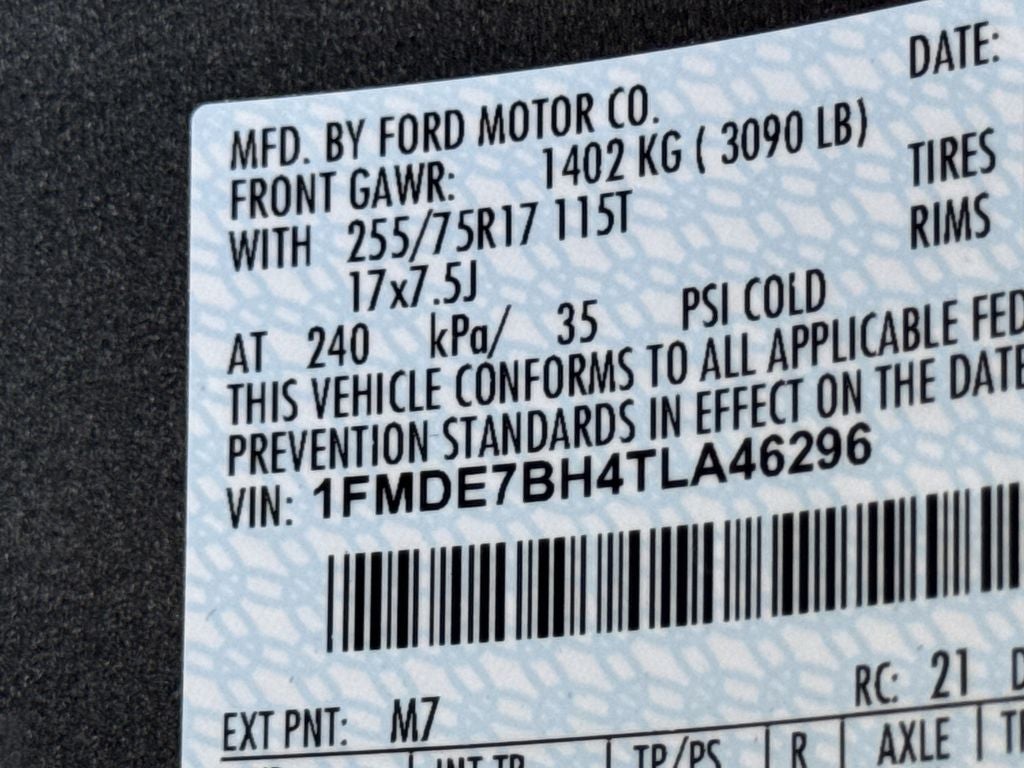 DATE:
MFD. BY FORD MOTOR CO.
FRONT GAWR: 1402 KG ( 3090 LB)
TIRES
WITH 255/75R17 115T
RIMS
17x7.5J
AT 240 kPa/ 35 PSI COLD
THIS VEHICLE CONFORMS TO ALL APPLICABLE FED
PREVENTION STANDARDS IN EFFECT ON THE DATE
VIN: 1FMDE7BH4TLA46296
EXT PNT: M7 RC: 21
INT TR TP/PS R AXLE